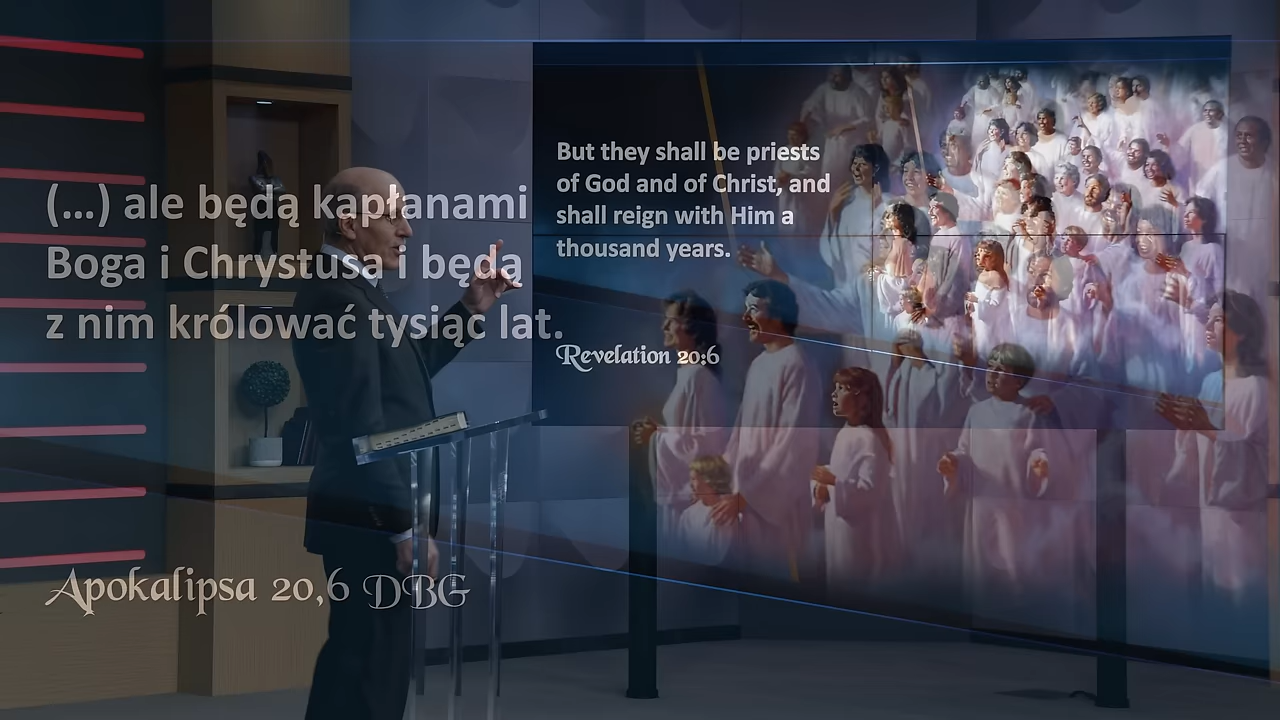 (...) ale będą kapłanami
Boga i Chrystusa i będą
z nim królować tysiąc lat.
Apokalipsa 20,6 DBG
But they shall be priests
of God and of Christ, and
shall reign with Him a
thousand years.
Revelation 20:6